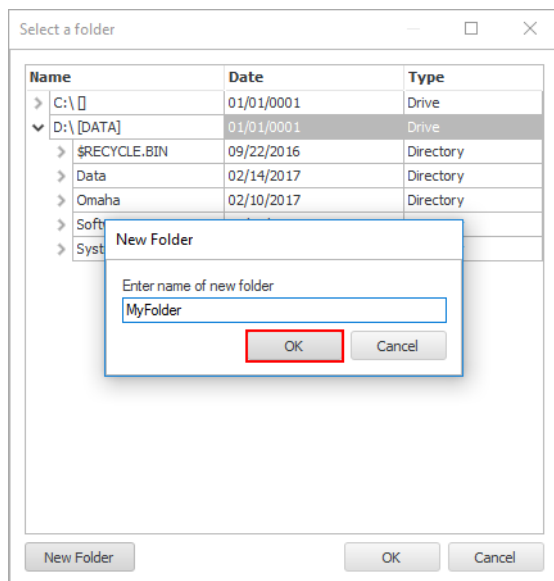 Select a folder
Name Date Type
C:\ [] 01/01/0001 Drive
D:\ [DATA] 01/01/0001 Drive
$RECYCLE.BIN 09/22/2016 Directory
Data 02/14/2017 Directory
Omaha 02/10/2017 Directory
Soft
Syst
New Folder
Enter name of new folder
MyFolder
OK Cancel
New Folder OK Cancel